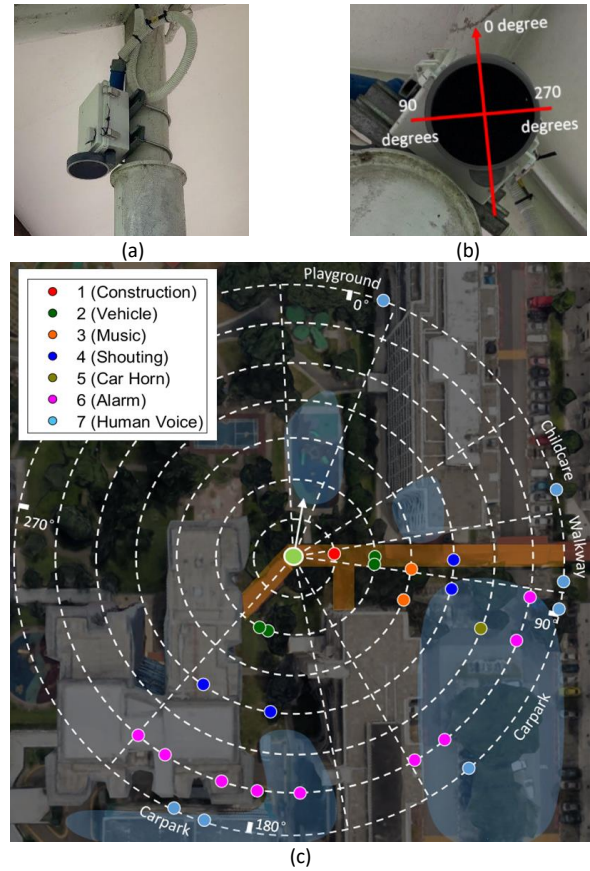 0 degree
90
degrees
270
degrees
(a)
(b)
1 (Construction)
2 (Vehicle)
3 (Music)
4 (Shouting)
5 (Car Horn)
6 (Alarm)
7 (Human Voice)
Playground
0°
Childcare
Walkway
270°
90°
Carpark
Carpark
180°
(c)